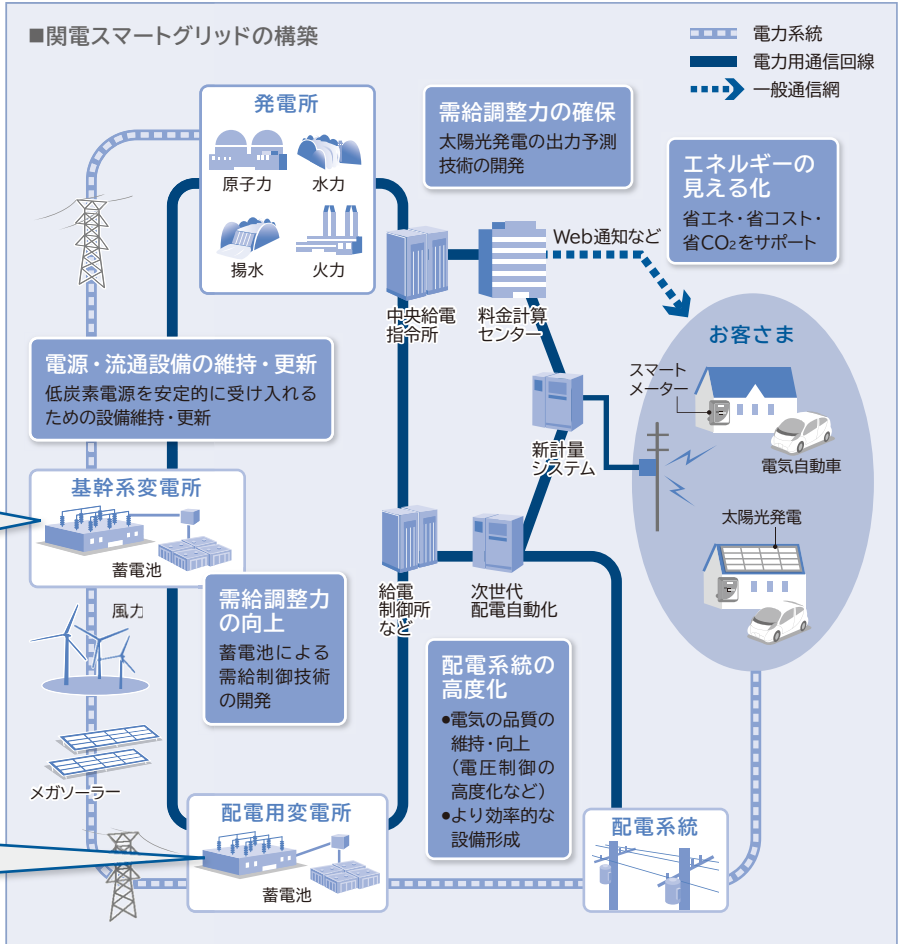 ■関電スマートグリッドの構築
電力系統
電力用通信回線
一般通信網
発電所
原子力
水力
揚水
火力
需給調整力の確保
太陽光発電の出力予測
技術の開発
エネルギーの
見える化
省エネ・省コスト・
省CO₂をサポート
Web通知など
中央給電
指令所
料金計算
センター
お客さま
スマート
メーター
電気自動車
太陽光発電
電源・流通設備の維持・更新
低炭素電源を安定的に受け入れる
ための設備維持・更新
新計量
システム
基幹系変電所
蓄電池
給電
制御所
など
次世代
配電自動化
需給調整力
の向上
蓄電池による
需給制御技術
の開発
風力
メガソーラー
配電系統の
高度化
•電気の品質の
維持・向上
（電圧制御の
高度化など）
•より効率的な
設備形成
配電用変電所
蓄電池
配電系統